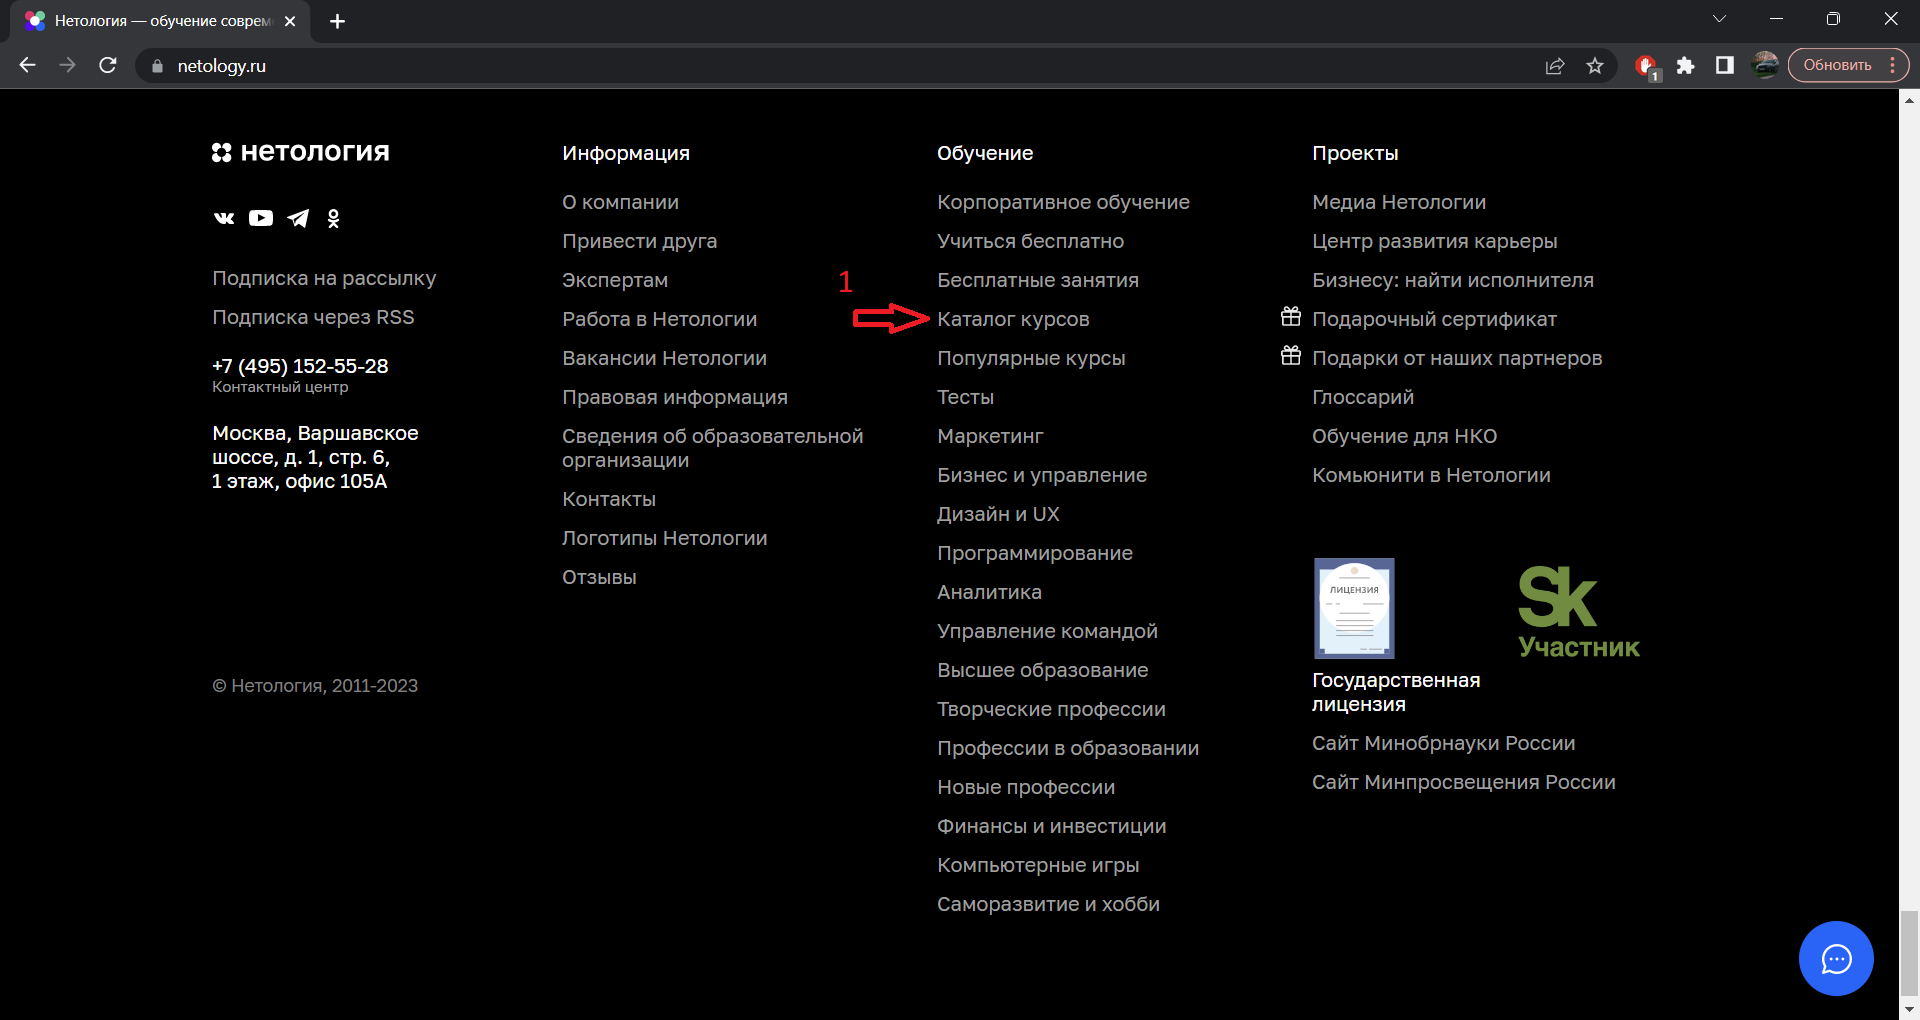 Нетология — обучение соврем
netology.ru
1
Обновить
нетология
Подписка на рассылку
Подписка через RSS
+7 (495) 152-55-28
Контактный центр
Москва, Варшавское
шоссе, д. 1, стр. 6,
1 этаж, офис 105А
© Нетология, 2011-2023
Информация
О компании
Привести друга
Экспертам
Работа в Нетологии
Вакансии Нетологии
Правовая информация
Сведения об образовательной
организации
Контакты
Логотипы Нетологии
Отзывы
1
Обучение
Корпоративное обучение
Учиться бесплатно
Бесплатные занятия
Каталог курсов
Популярные курсы
Тесты
Маркетинг
Бизнес и управление
Дизайн и UX
Программирование
Аналитика
Управление командой
Высшее образование
Творческие профессии
Профессии в образовании
Новые профессии
Финансы и инвестиции
Компьютерные игры
Саморазвитие и хобби
Проекты
Медиа Нетологии
Центр развития карьеры
Бизнесу: найти исполнителя
Подарочный сертификат
Подарки от наших партнеров
Глоссарий
Обучение для НКО
Комьюнити в Нетологии
ЛИЦЕНЗИЯ
Sk
Участник
Государственная
лицензия
Сайт Минобрнауки России
Сайт Минпросвещения России